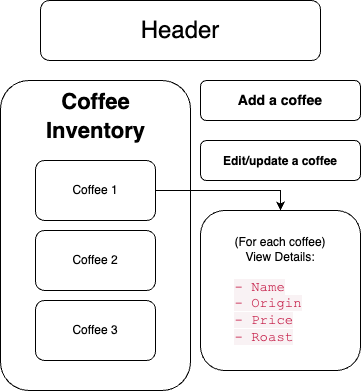 Header
Coffee
Inventory
Coffee 1
Coffee 2
Coffee 3
Add a coffee
Edit/update a coffee
(For each coffee)
View Details:
- Name
- Origin
- Price
- Roast